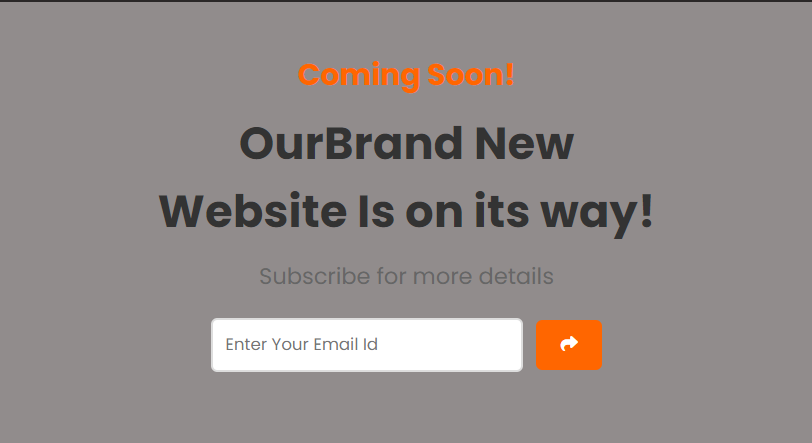 Coming Soon!
OurBrand New
Website Is on its way!
Subscribe for more details
Enter Your Email Id